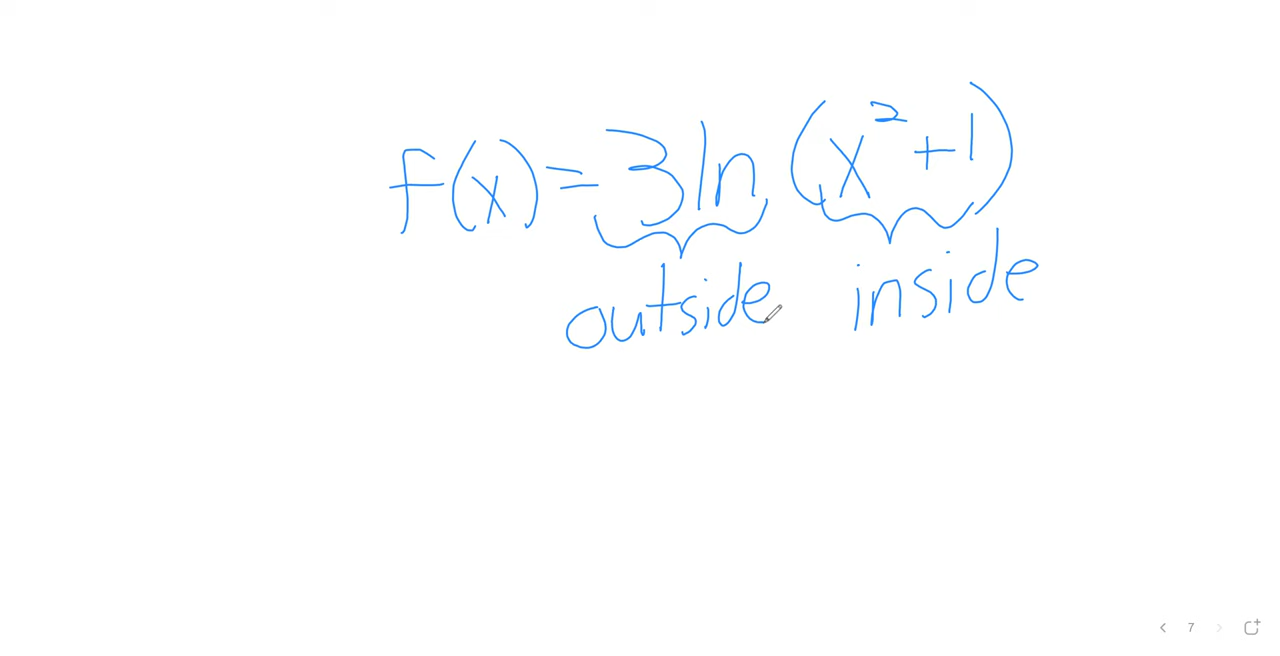 f(x) = 3ln(x²+1)
outside inside
7